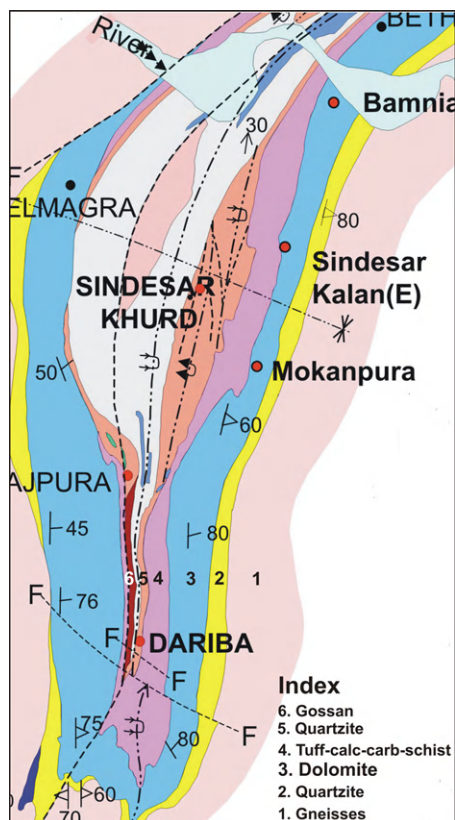 BETH
River
Bamnia
30
F
ELMAGRA
80
SINDESAR
KHURD
Sindesar
Kalan(E)
50
Mokanpura
60
AJPURA
45
80
6 5 4 3 2 1
F
76
F
DARIBA
F
F
75
80
60
70
Index
6. Gossan
5. Quartzite
4. Tuff-calc-carb-schist
3. Dolomite
2. Quartzite
1. Gneisses